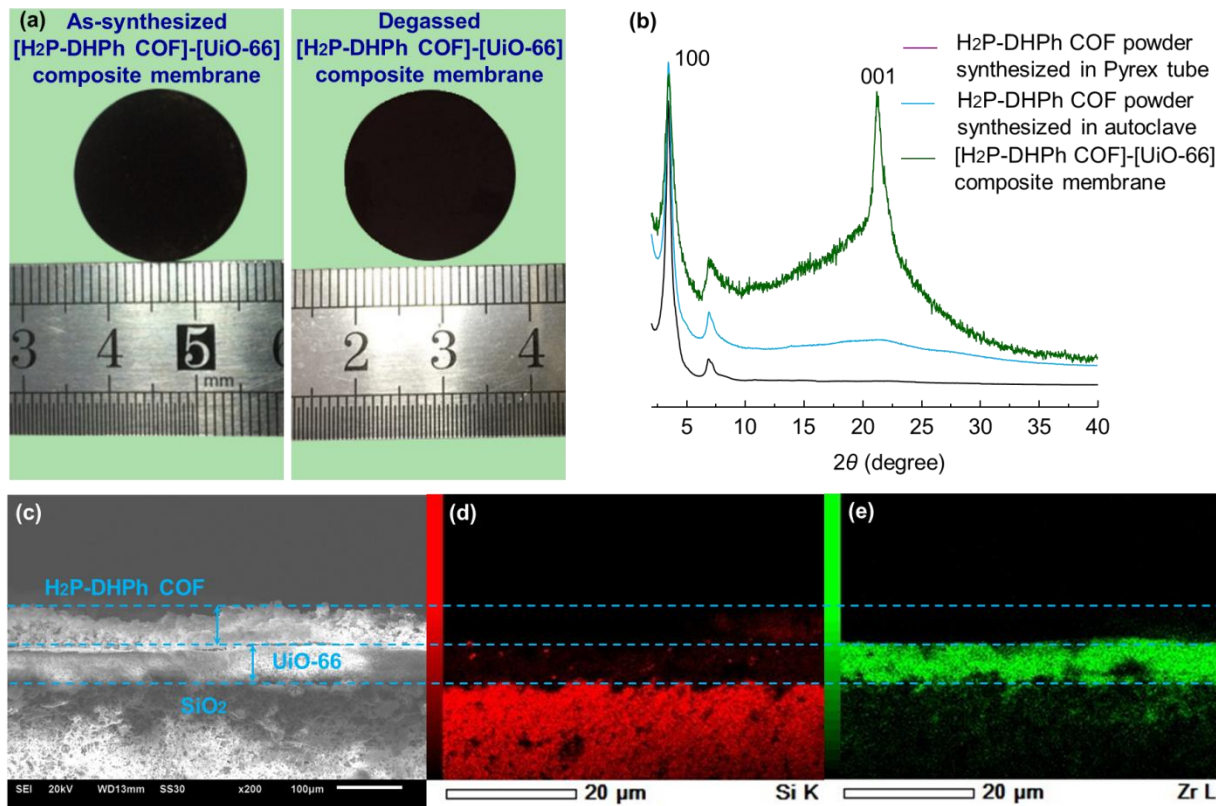 (a) As-synthesized
[H2P-DHPh COF]-[UiO-66]
composite membrane
Degassed
[H2P-DHPh COF]-[UiO-66]
composite membrane
3 4 5 6
mm
2 3 4
(b)
100
001
H2P-DHPh COF powder
synthesized in Pyrex tube
H2P-DHPh COF powder
synthesized in autoclave
[H2P-DHPh COF]-[UiO-66]
composite membrane
5 10 15 20 25 30 35 40
2θ (degree)
(c)
H2P-DHPh COF
UiO-66
SiO2
SEI 20kV WD13mm SS30 x200 100μm
(d)
20 μm Si K
(e)
20 μm Zr L